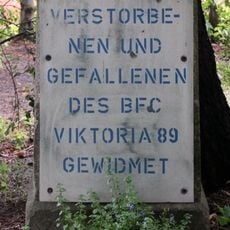 VERSTORBE-
NEN UND
GEFALLENEN
DES BFC
VIKTORIA 89
GEWIDMET